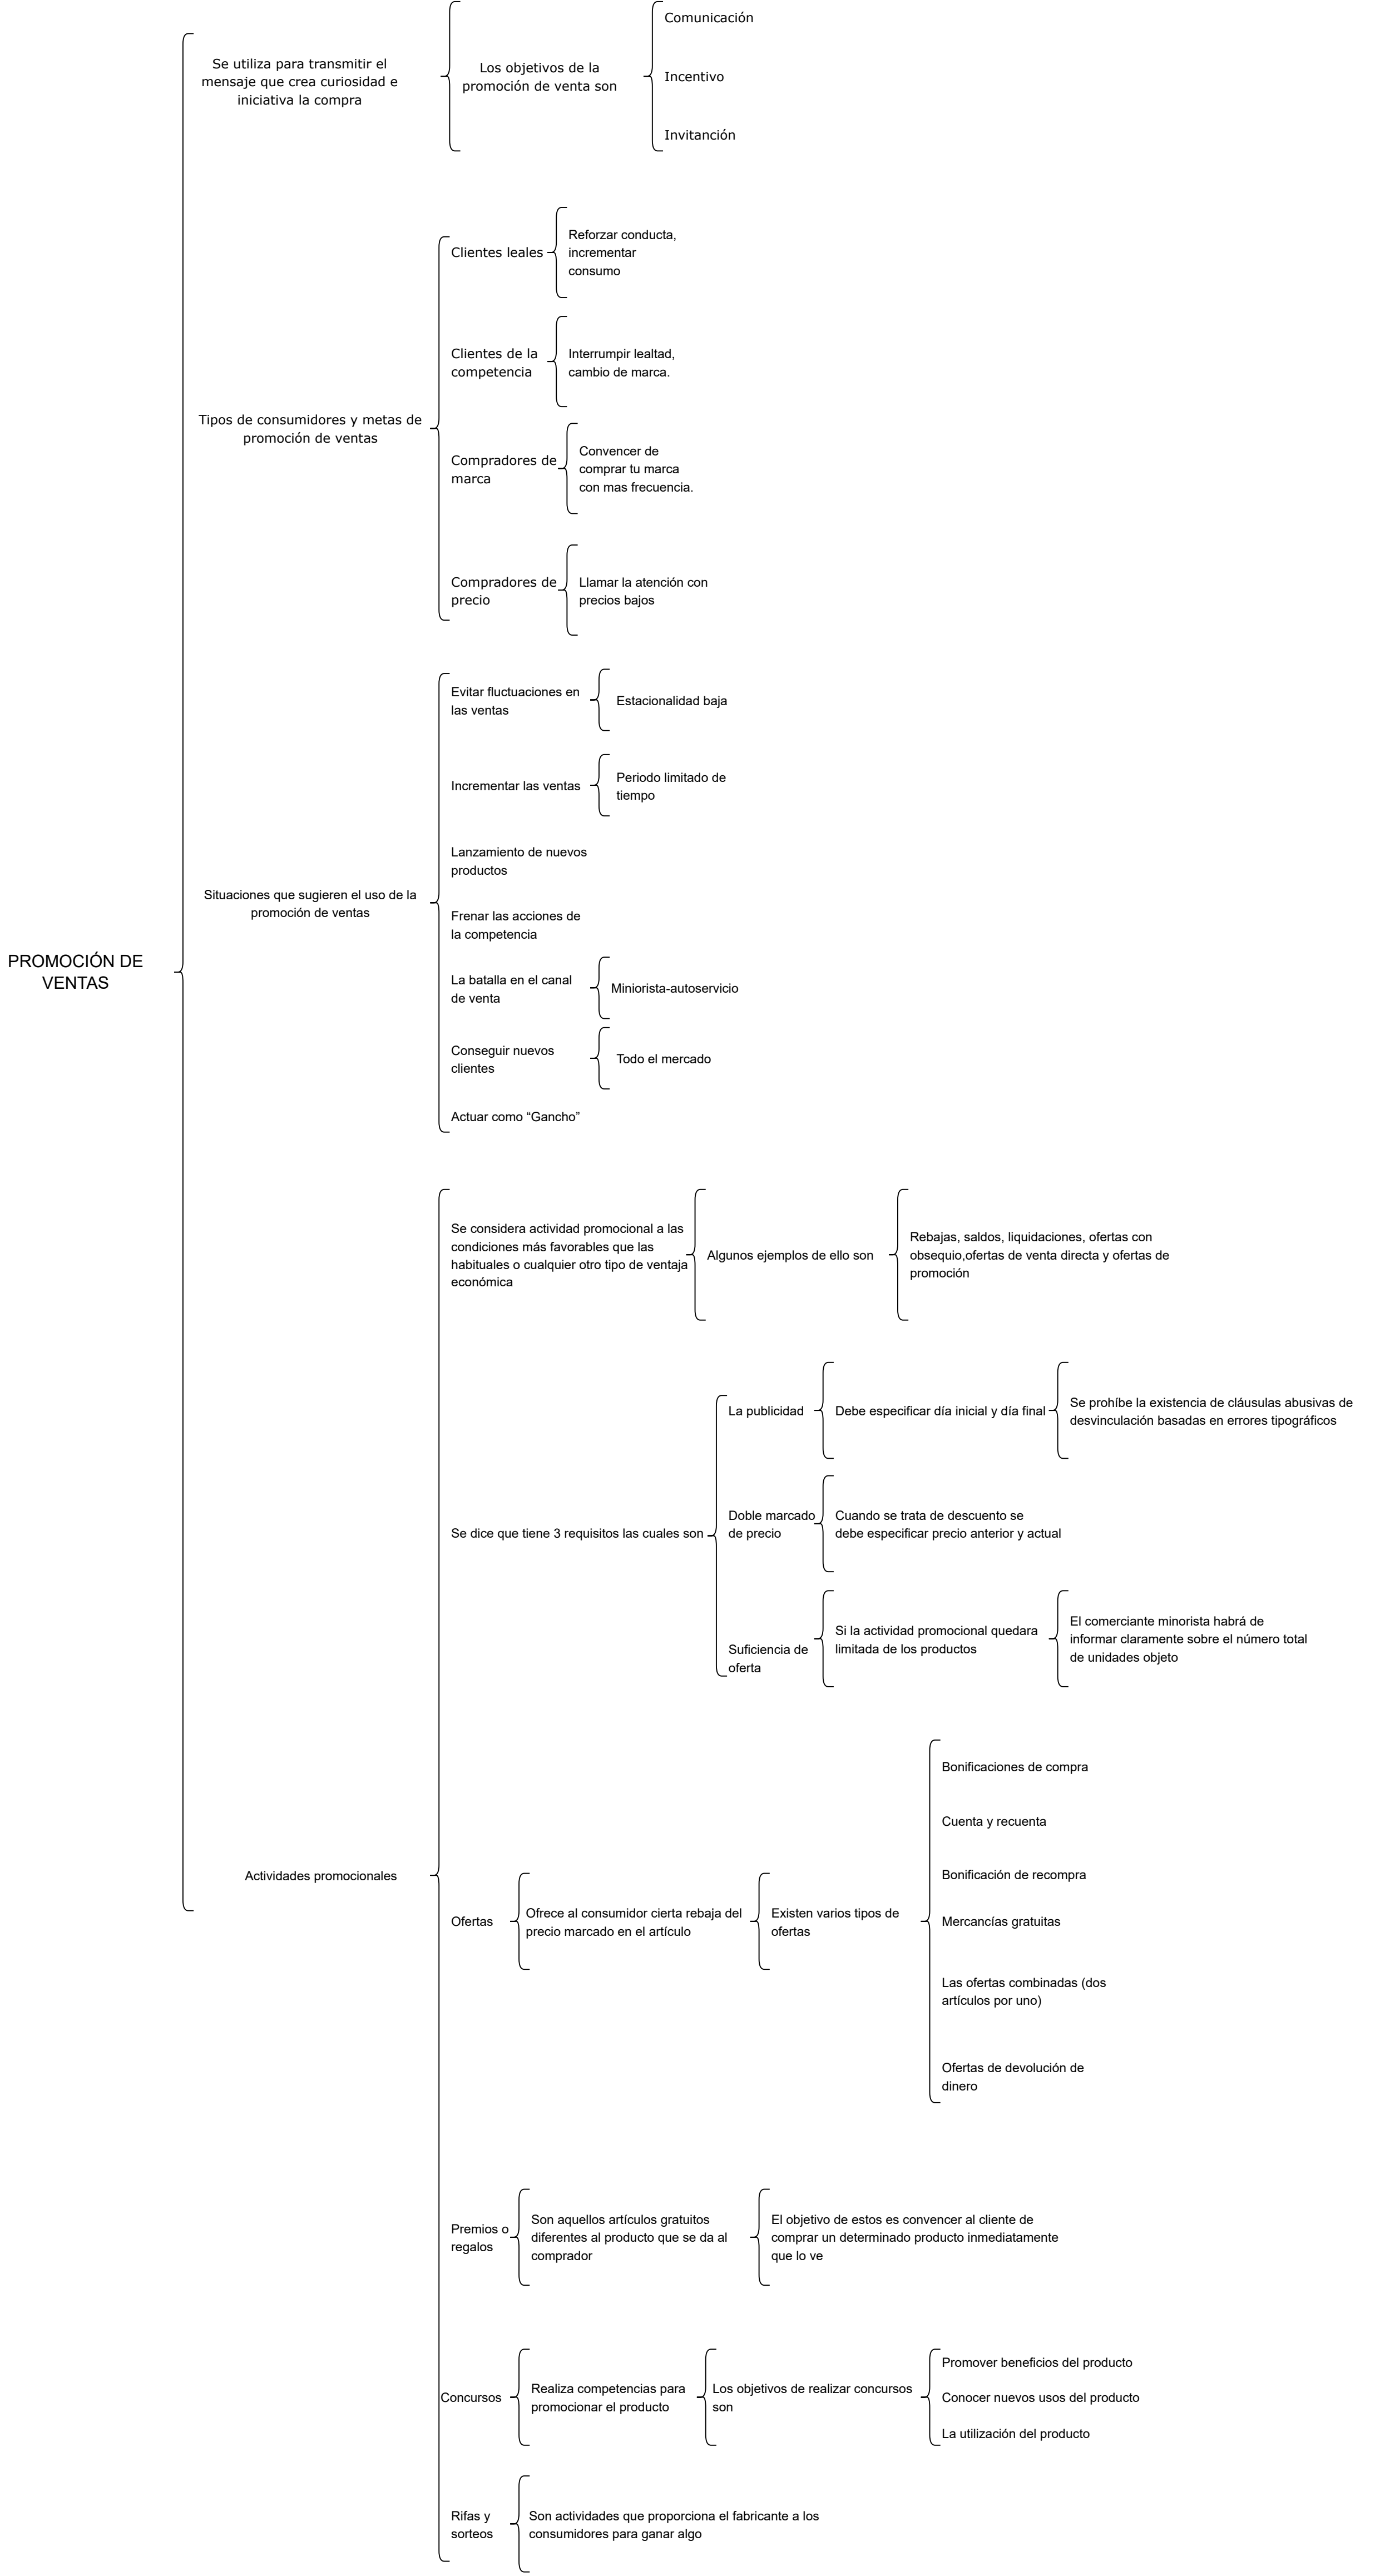 Comunicación
Se utiliza para transmitir el
mensaje que crea curiosidad e
iniciativa la compra
Los objetivos de la
promoción de venta son
Incentivo
Invitanción
Clientes leales
Reforzar conducta,
incrementar
consumo
Clientes de la
competencia
Interrumpir lealtad,
cambio de marca.
Tipos de consumidores y metas de
promoción de ventas
Compradores de
marca
Convencer de
comprar tu marca
con mas frecuencia.
Compradores de
precio
Llamar la atención con
precios bajos
Evitar fluctuaciones en
las ventas
Estacionalidad baja
Incrementar las ventas
Periodo limitado de
tiempo
Lanzamiento de nuevos
productos
Situaciones que sugieren el uso de la
promoción de ventas
Frenar las acciones de
la competencia
PROMOCIÓN DE
VENTAS
La batalla en el canal
de venta
Miniorista-autoservicio
Conseguir nuevos
clientes
Todo el mercado
Actuar como “Gancho”
Se considera actividad promocional a las
condiciones más favorables que las
habituales o cualquier otro tipo de ventaja
económica
Algunos ejemplos de ello son
Rebajas, saldos, liquidaciones, ofertas con
obsequio,ofertas de venta directa y ofertas de
promoción
La publicidad
Debe especificar día inicial y día final
Se prohíbe la existencia de cláusulas abusivas de
desvinculación basadas en errores tipográficos
Se dice que tiene 3 requisitos las cuales son
Doble marcado
de precio
Cuando se trata de descuento se
debe especificar precio anterior y actual
Suficiencia de
oferta
Si la actividad promocional quedara
limitada de los productos
El comerciante minorista habrá de
informar claramente sobre el número total
de unidades objeto
Bonificaciones de compra
Cuenta y recuenta
Bonificación de recompra
Actividades promocionales
Ofertas
Ofrece al consumidor cierta rebaja del
precio marcado en el artículo
Existen varios tipos de
ofertas
Mercancías gratuitas
Las ofertas combinadas (dos
artículos por uno)
Ofertas de devolución de
dinero
Premios o
regalos
Son aquellos artículos gratuitos
diferentes al producto que se da al
comprador
El objetivo de estos es convencer al cliente de
comprar un determinado producto inmediatamente
que lo ve
Concursos
Realiza competencias para
promocionar el producto
Los objetivos de realizar concursos
son
Promover beneficios del producto
Conocer nuevos usos del producto
La utilización del producto
Rifas y
sorteos
Son actividades que proporciona el fabricante a los
consumidores para ganar algo